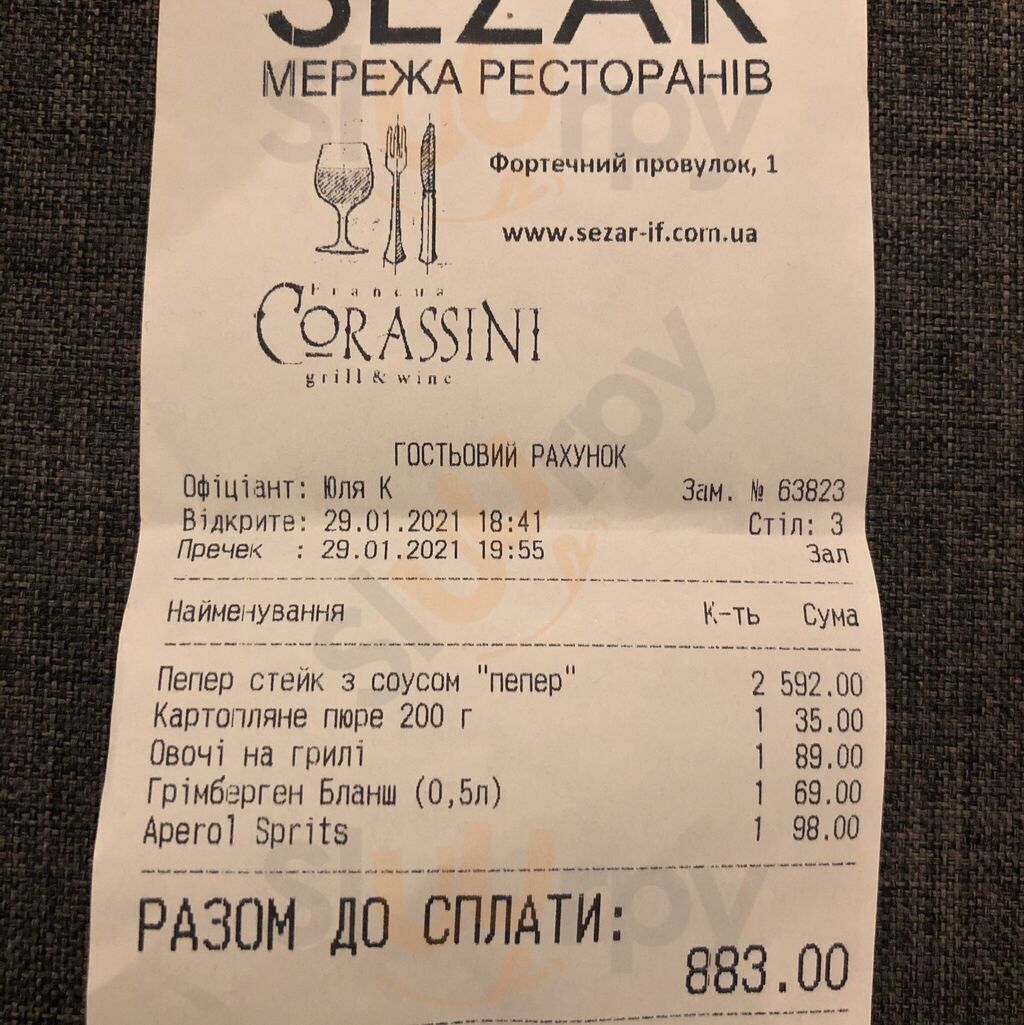 SEZAR
МЕРЕЖА РЕСТОРАНІВ
Фортечний провулок, 1
www.sezar-if.com.ua
Francua
CORASSINI
grill & wine
ГОСТЬОВИЙ РАХУНОК
Офіціант: Юля К Зам. № 63823
Відкрите: 29.01.2021 18:41 Стіл: 3
Пречек : 29.01.2021 19:55 Зал
Найменування К-ть Сума
Пепер стейк з соусом "пепер" 2 592.00
Картопляне пюре 200 г 1 35.00
Овочі на грилі 1 89.00
Грімберген Бланш (0,5л) 1 69.00
Aperol Sprits 1 98.00
РАЗОМ ДО СПЛАТИ:
883.00